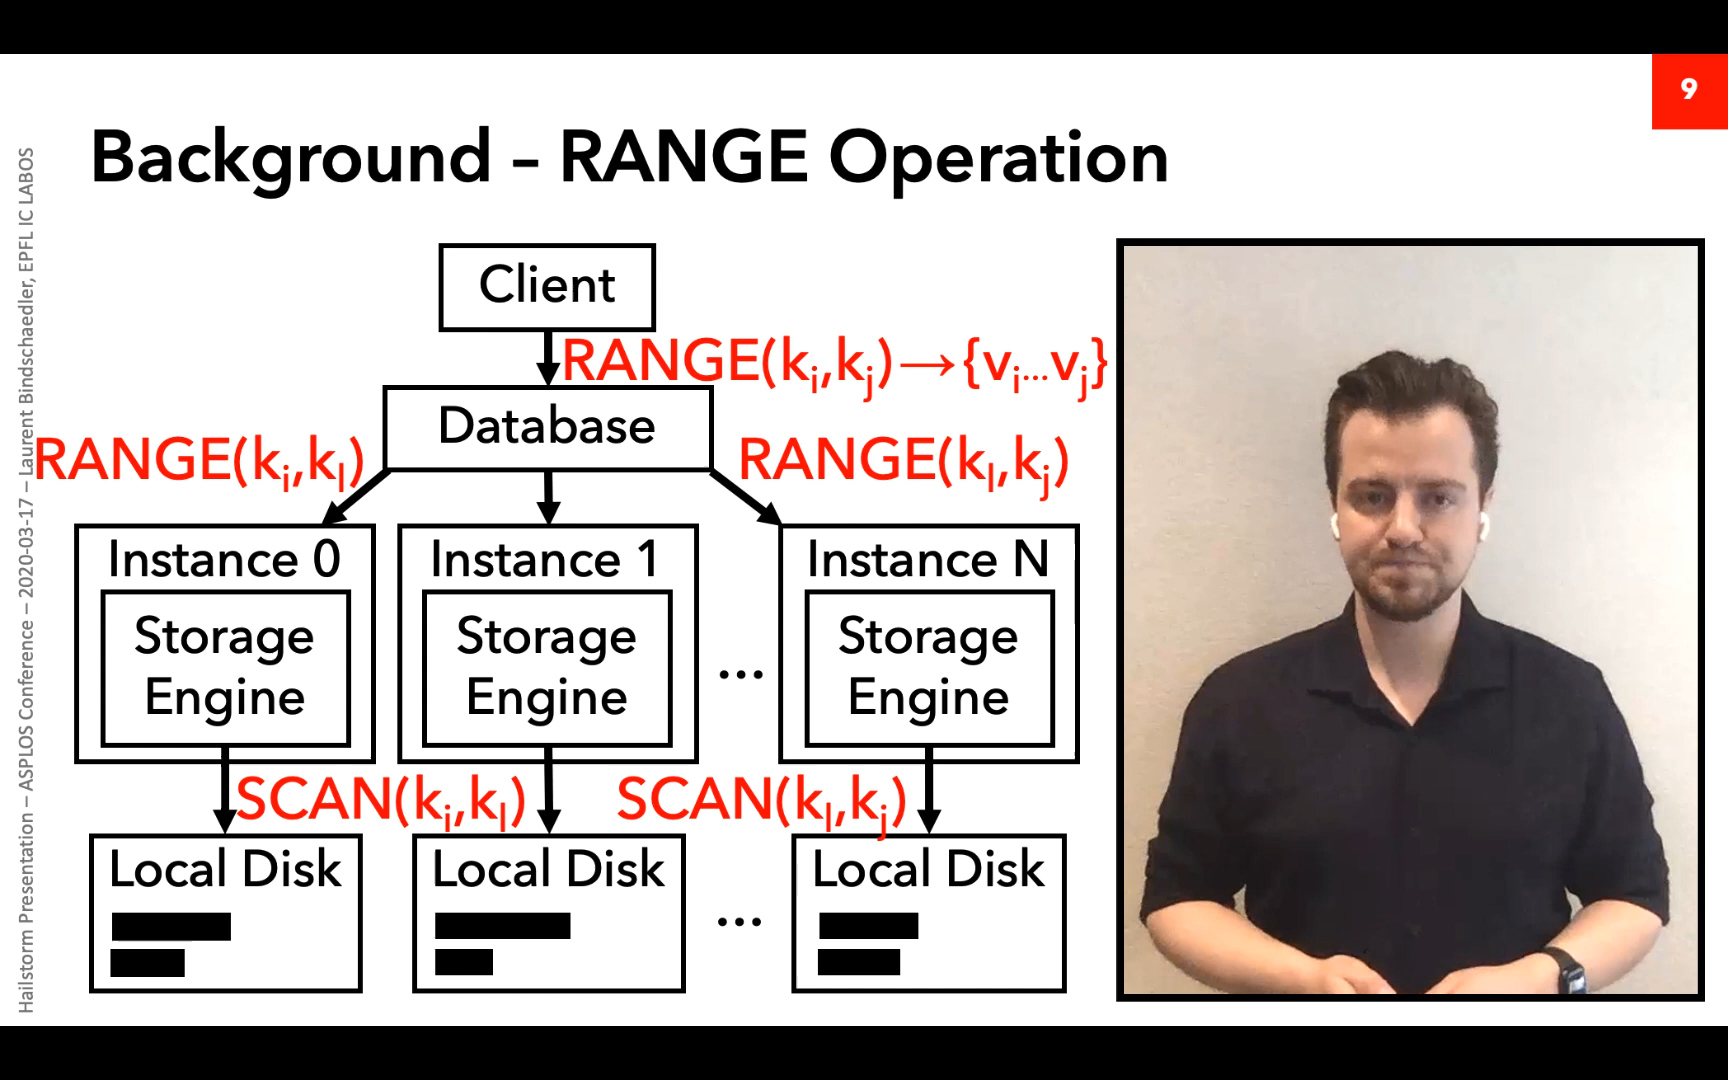 9
Background – RANGE Operation
Hailstorm Presentation – ASPLOS Conference – 2020-03-17 – Laurent Bindschaedler, EPFL IC LABOS
Client
RANGE(kᵢ,kⱼ)→{vᵢ...vⱼ}
Database
RANGE(kᵢ,kₗ)
RANGE(kₗ,kⱼ)
Instance 0
Instance 1
Instance N
Storage
Engine
Storage
Engine
...
Storage
Engine
SCAN(kᵢ,kₗ)
SCAN(kₗ,kⱼ)
Local Disk
Local Disk
...
Local Disk